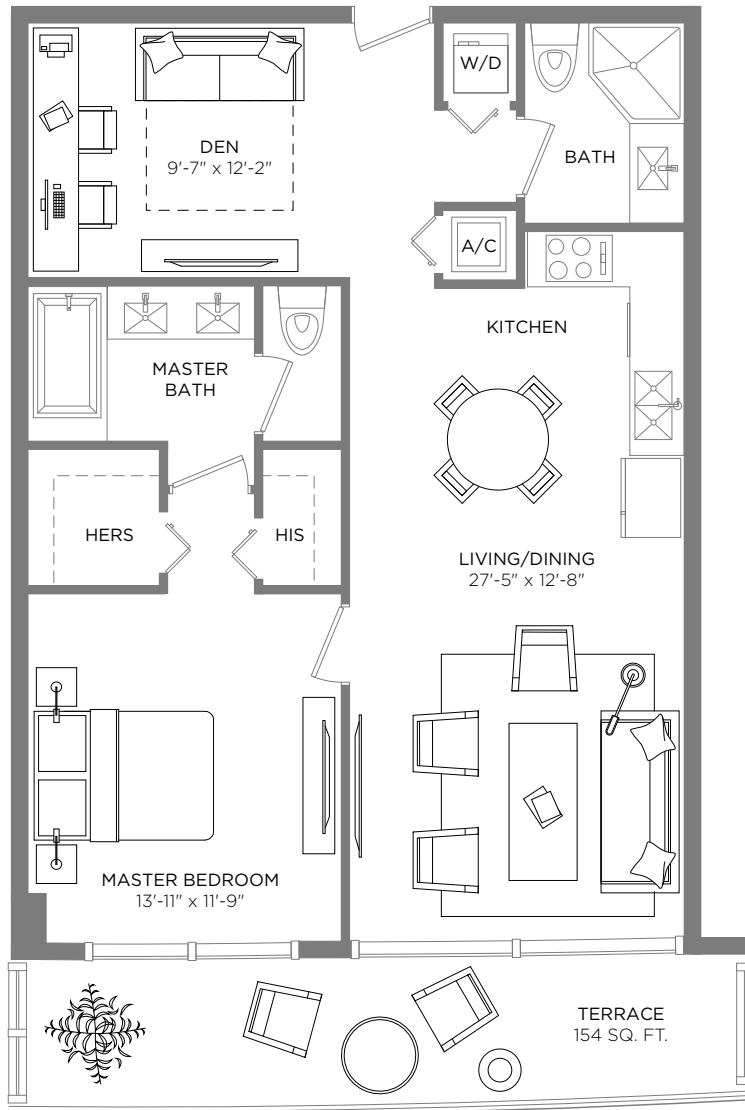 W/D
DEN
9'-7" x 12'-2"
BATH
A/C
KITCHEN
MASTER
BATH
HERS
HIS
LIVING/DINING
27'-5" x 12'-8"
MASTER BEDROOM
13'-11" x 11'-9"
TERRACE
154 SQ. FT.